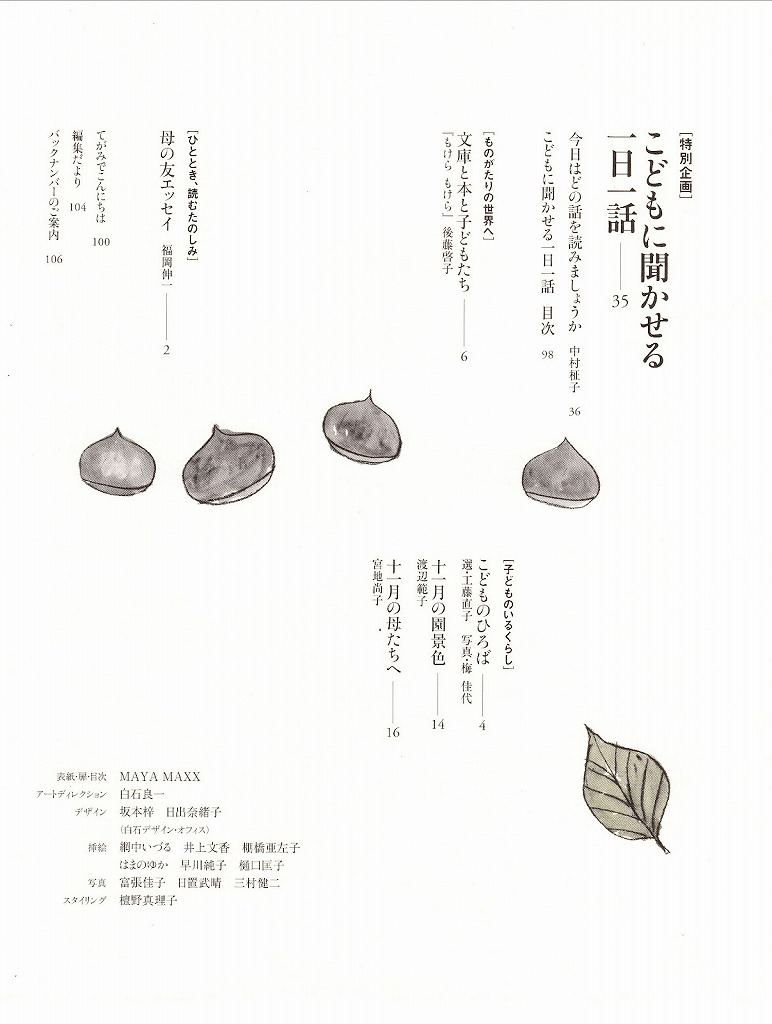 ［特別企画］
こどもに聞かせる
一日一話――35
今日はどの話を読みましょうか　中村柾子　36
こどもに聞かせる一日一話　目次　98
［ものがたりの世界へ］
文庫と本と子どもたち――6
『もけら もけら』　後藤啓子
［ひととき、読むたのしみ］
母の友エッセイ　福岡伸一――2
てがみでこんにちは　100
編集だより　104
バックナンバーのご案内　106
［子どものいるくらし］
こどものひろば――4
選・工藤直子　写真・梅 佳代
十一月の園景色――14
渡辺範子
十一月の母たちへ――16
宮地尚子
表紙・扉・目次　MAYA MAXX
アートディレクション　白石良一
デザイン　坂本梓　日出奈緒子
（白石デザイン・オフィス）
挿絵　網中いづる　井上文香　棚橋亜左子
はまのゆか　早川純子　樋口匡子
写真　富張佳子　日置武晴　三村健二
スタイリング　檀野真理子